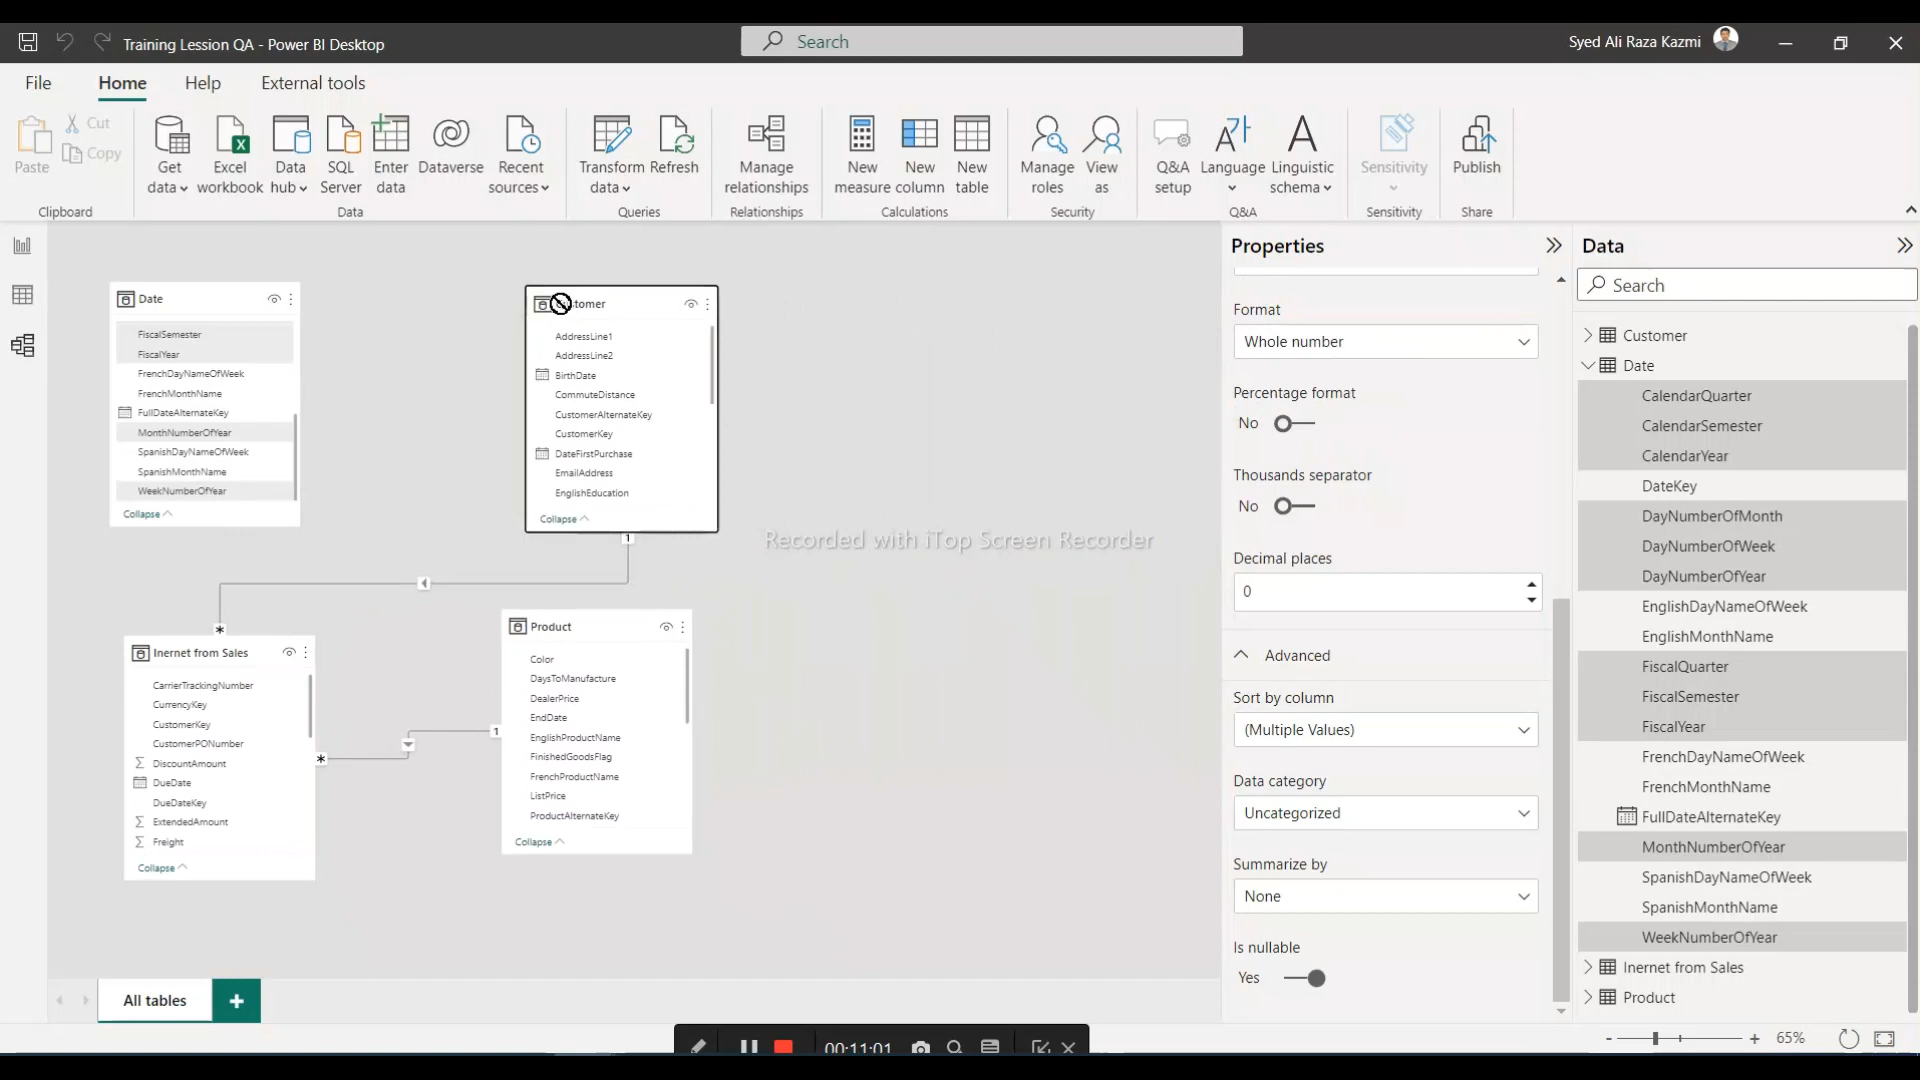 Training Lession QA - Power BI Desktop
Search
Syed Ali Raza Kazmi
File
Home
Help
External tools
Paste
Cut
Copy
Clipboard
Get data
Excel workbook
Data hub
SQL Server
Enter data
Dataverse
Recent sources
Data
Transform data
Refresh
Queries
Manage relationships
Relationships
New measure
New column
New table
Calculations
Manage roles
View as
Security
Q&A setup
Language
Linguistic schema
Q&A
Sensitivity
Sensitivity
Publish
Share
Date
FiscalSemester
FiscalYear
FrenchDayNameOfWeek
FrenchMonthName
FullDateAlternateKey
MonthNumberOfYear
SpanishDayNameOfWeek
SpanishMonthName
WeekNumberOfYear
Collapse
AddressLine1
AddressLine2
BirthDate
CommuteDistance
CustomerAlternateKey
CustomerKey
DateFirstPurchase
EmailAddress
EnglishEducation
Collapse
1
*
Inernet from Sales
CarrierTrackingNumber
CurrencyKey
CustomerKey
CustomerPONumber
DiscountAmount
DueDate
DueDateKey
ExtendedAmount
Freight
Collapse
*
1
Product
Color
DaysToManufacture
DealerPrice
EndDate
EnglishProductName
FinishedGoodsFlag
FrenchProductName
ListPrice
ProductAlternateKey
Collapse
Recorded with iTop Screen Recorder
Properties
Format
Whole number
Percentage format
No
Thousands separator
No
Decimal places
0
Advanced
Sort by column
(Multiple Values)
Data category
Uncategorized
Summarize by
None
Is nullable
Yes
Data
Search
Customer
Date
CalendarQuarter
CalendarSemester
CalendarYear
DateKey
DayNumberOfMonth
DayNumberOfWeek
DayNumberOfYear
EnglishDayNameOfWeek
EnglishMonthName
FiscalQuarter
FiscalSemester
FiscalYear
FrenchDayNameOfWeek
FrenchMonthName
FullDateAlternateKey
MonthNumberOfYear
SpanishDayNameOfWeek
SpanishMonthName
WeekNumberOfYear
Inernet from Sales
Product
All tables
+
00:11:01
- + 65%